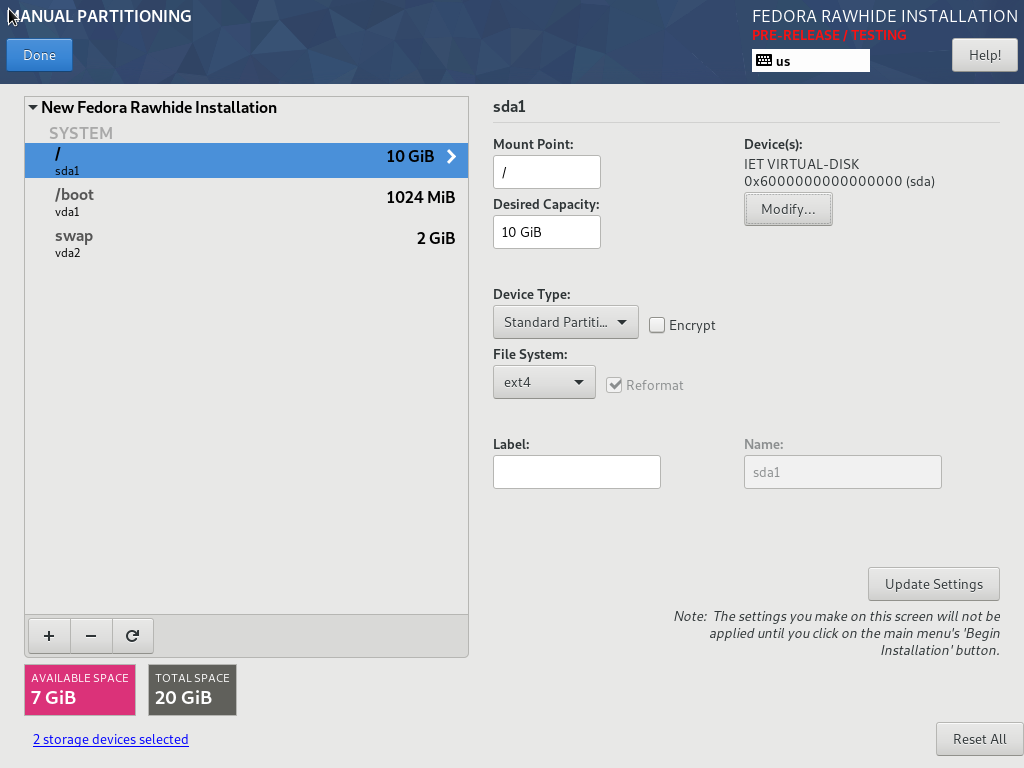 MANUAL PARTITIONING
FEDORA RAWHIDE INSTALLATION
PRE-RELEASE / TESTING
Done
us
Help!
New Fedora Rawhide Installation
SYSTEM
/
10 GiB
sda1
/boot
1024 MiB
vda1
swap
2 GiB
vda2
AVAILABLE SPACE
7 GiB
TOTAL SPACE
20 GiB
2 storage devices selected
sda1
Mount Point:
/
Desired Capacity:
10 GiB
Device(s):
IET VIRTUAL-DISK
0x6000000000000000 (sda)
Modify...
Device Type:
Standard Partiti...
Encrypt
File System:
ext4
Reformat
Label:
Name:
sda1
Update Settings
Note: The settings you make on this screen will not be
applied until you click on the main menu's 'Begin
Installation' button.
Reset All